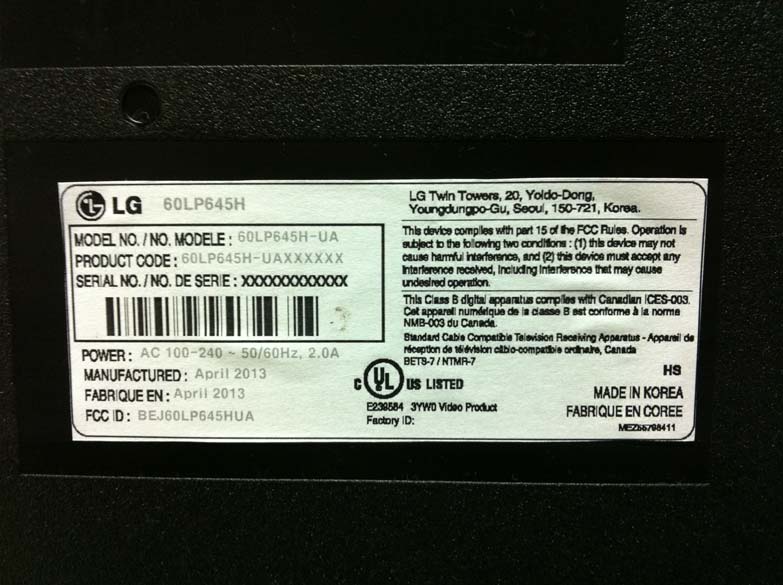 LG 60LP645H
MODEL NO. / NO. MODELE : 60LP645H-UA
PRODUCT CODE : 60LP645H-UAXXXXXX
SERIAL NO. / NO. DE SERIE : XXXXXXXXXXXXX
POWER : AC 100-240 ~ 50/60Hz, 2.0A
MANUFACTURED : April 2013
FABRIQUE EN : April 2013
FCC ID : BEJ60LP645HUA
LG Twin Towers, 20, Yoido-Dong,
Youngdungpo-Gu, Seoul, 150-721, Korea.
This device complies with part 15 of the FCC Rules. Operation is
subject to the following two conditions : (1) this device may not
cause harmful interference, and (2) this device must accept any
interference received, including interference that may cause
undesired operation.
This Class B digital apparatus complies with Canadian ICES-003.
Cet appareil numérique de la classe B est conforme à la norme
NMB-003 du Canada.
Standard Cable Compatible Television Receiving Apparatus - Appareil de
réception de télévision câblo-compatible ordinaire, Canada
BETS-7 / NTMR-7
C UL US LISTED
E239584 3YW0 Video Product
Factory ID:
HS
MADE IN KOREA
FABRIQUE EN COREE
MEZ55798411